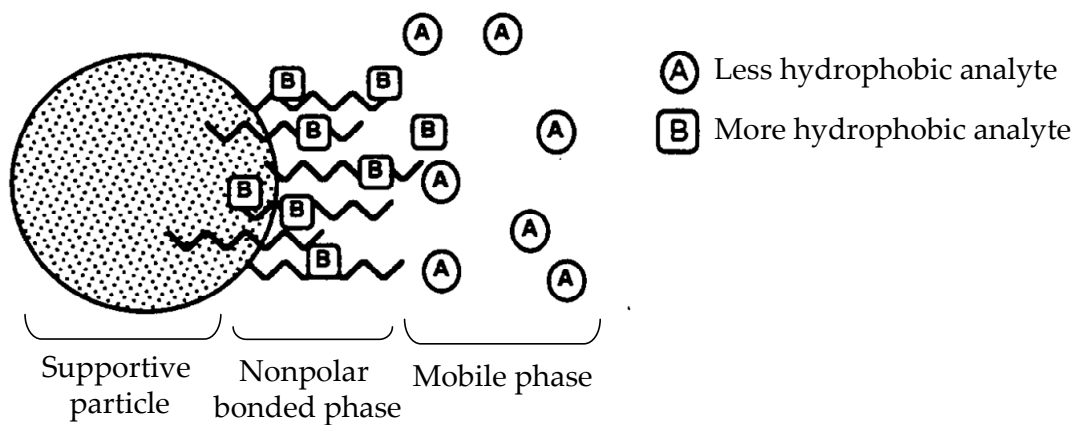 A A
B B
B B A
B A
B
B
A
B A A
A Less hydrophobic analyte
B More hydrophobic analyte
Supportive
particle
Nonpolar
bonded phase
Mobile phase